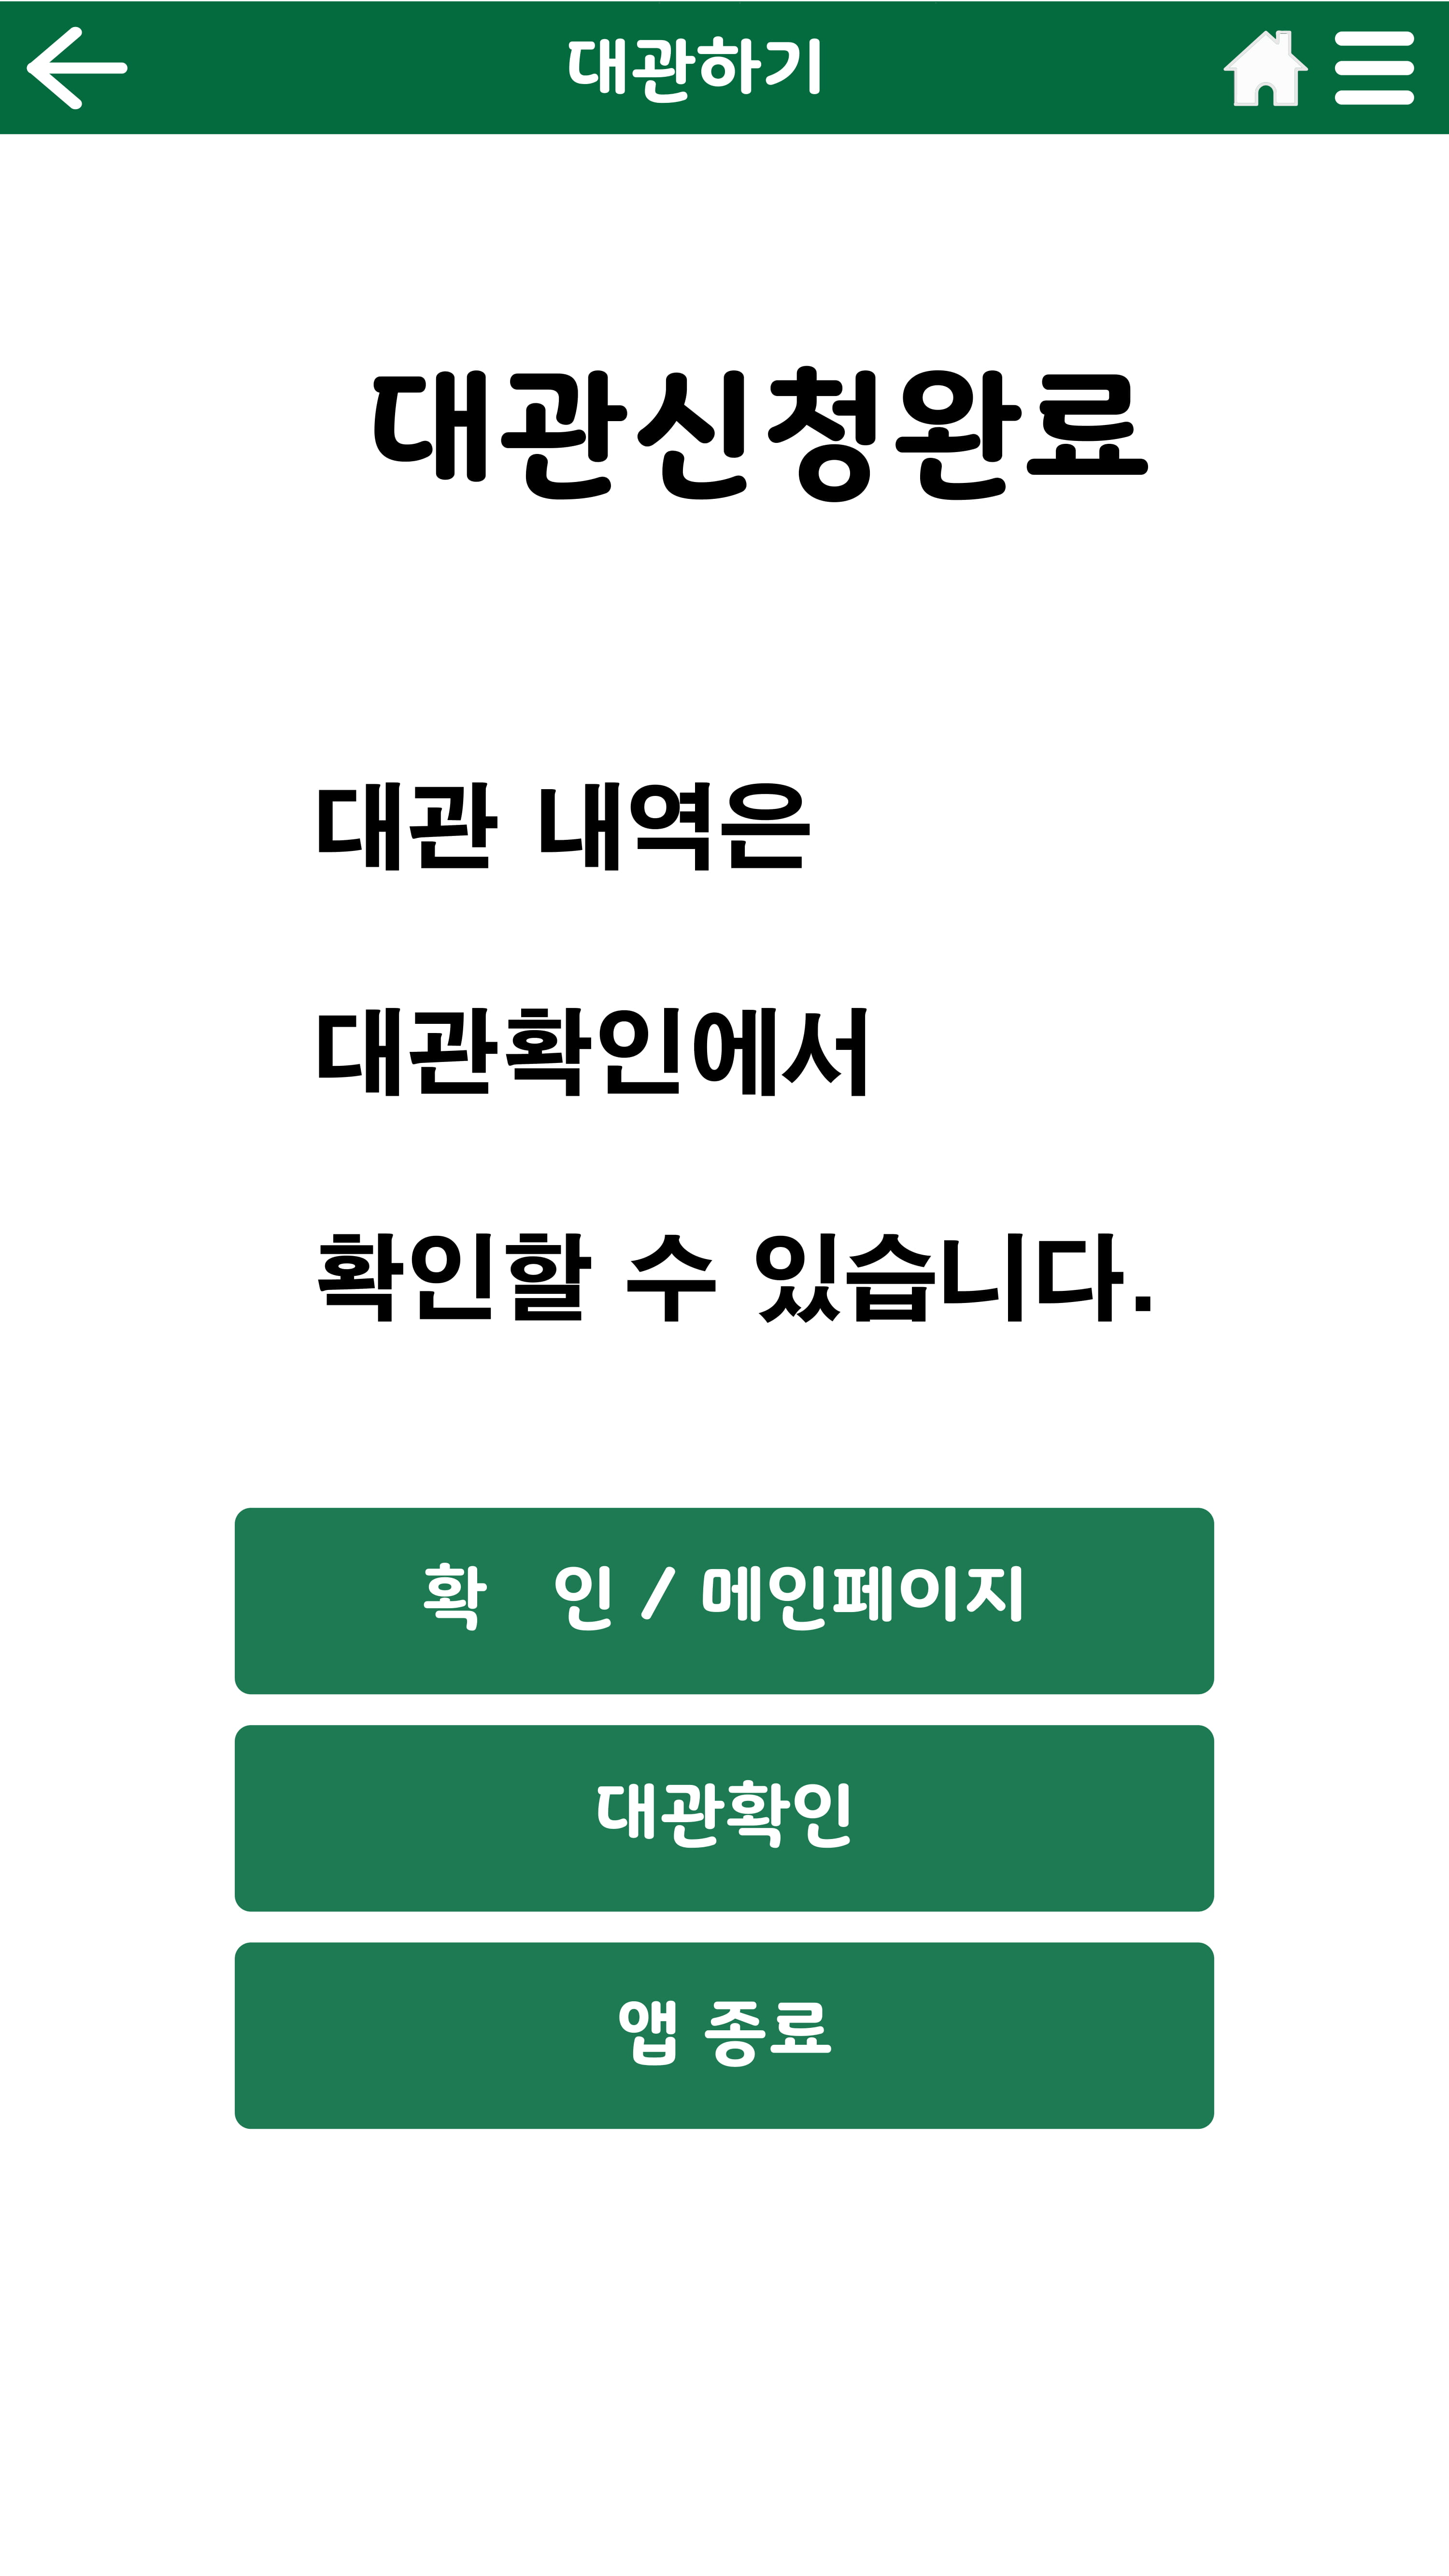 대관하기
대관신청완료
대관 내역은
대관확인에서
확인할 수 있습니다.
확 인 / 메인페이지
대관확인
앱 종료